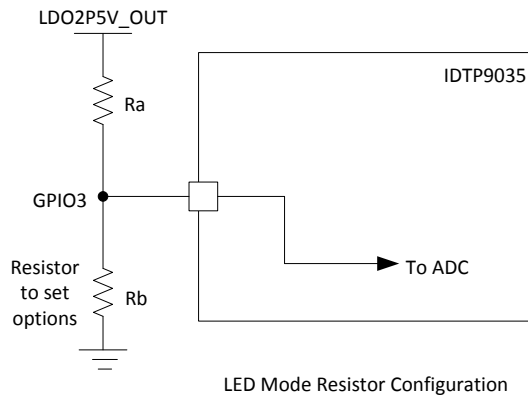 LDO2P5V_OUT
IDTP9035
Ra
GPIO3
Resistor
to set
options
Rb
To ADC
LED Mode Resistor Configuration